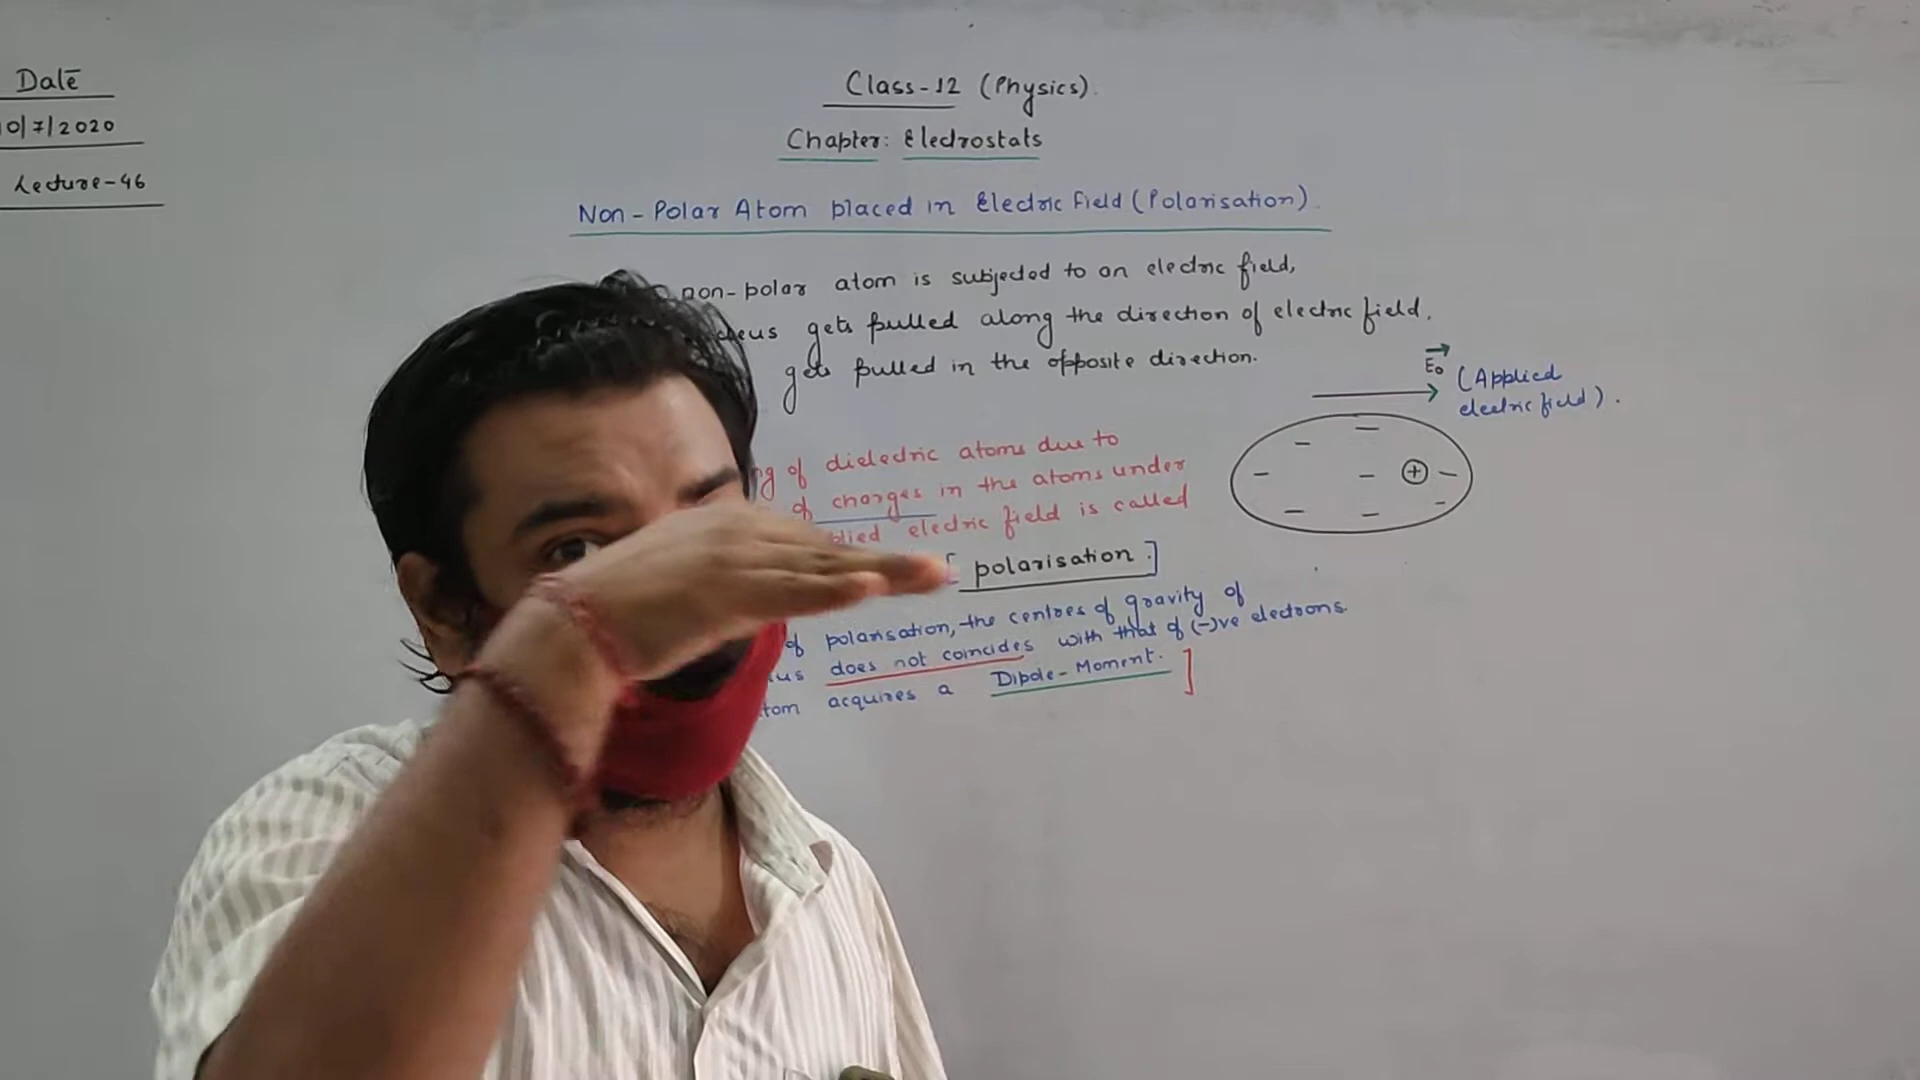 Date
10/7/2020
Lecture-46
Class-12 (Physics).
Chapter: Electrostats
Non-Polar Atom placed in Electric field (Polarisation).
non-polar atom is subjected to an electric field,
gets pulled along the direction of electric field.
gets pulled in the opposite direction.
E₀ (Applied
electric field).
of dielectric atoms due to
of charges in the atoms under
electric field is called
[polarisation.]
of polarisation, the centres of gravity of
does not coincides with that of (-)ve electrons.
acquires a Dipole-Moment.]